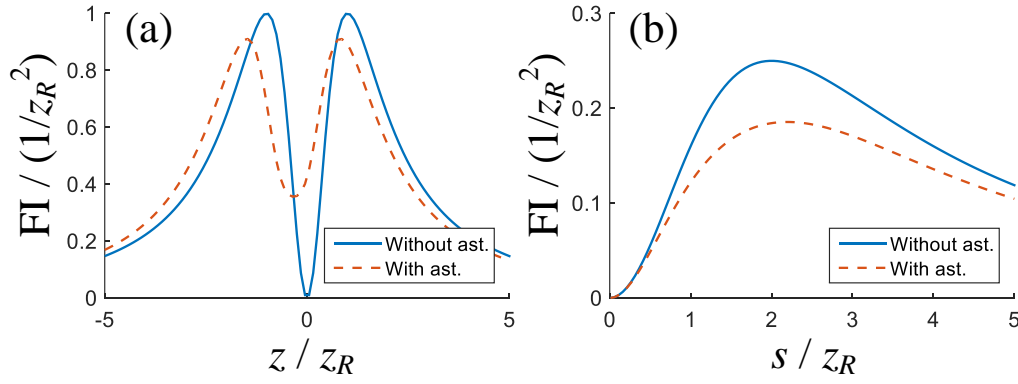 (a)
FI / (1/z_R^2)
1
0.8
0.6
0.4
0.2
0
-5
0
5
z / z_R
Without ast.
With ast.
(b)
FI / (1/z_R^2)
0.3
0.2
0.1
0
0
1
2
3
4
5
s / z_R
Without ast.
With ast.